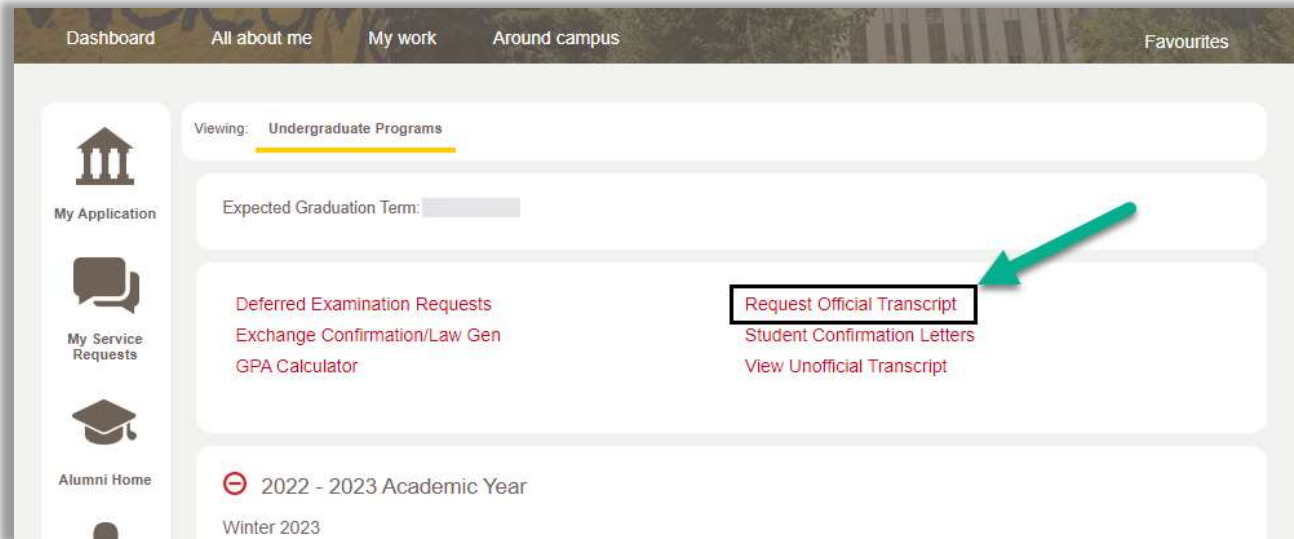 Dashboard All about me My work Around campus Favourites
Viewing: Undergraduate Programs
My Application
Expected Graduation Term:
My Service
Requests
Deferred Examination Requests
Exchange Confirmation/Law Gen
GPA Calculator
Request Official Transcript
Student Confirmation Letters
View Unofficial Transcript
Alumni Home
2022 - 2023 Academic Year
Winter 2023